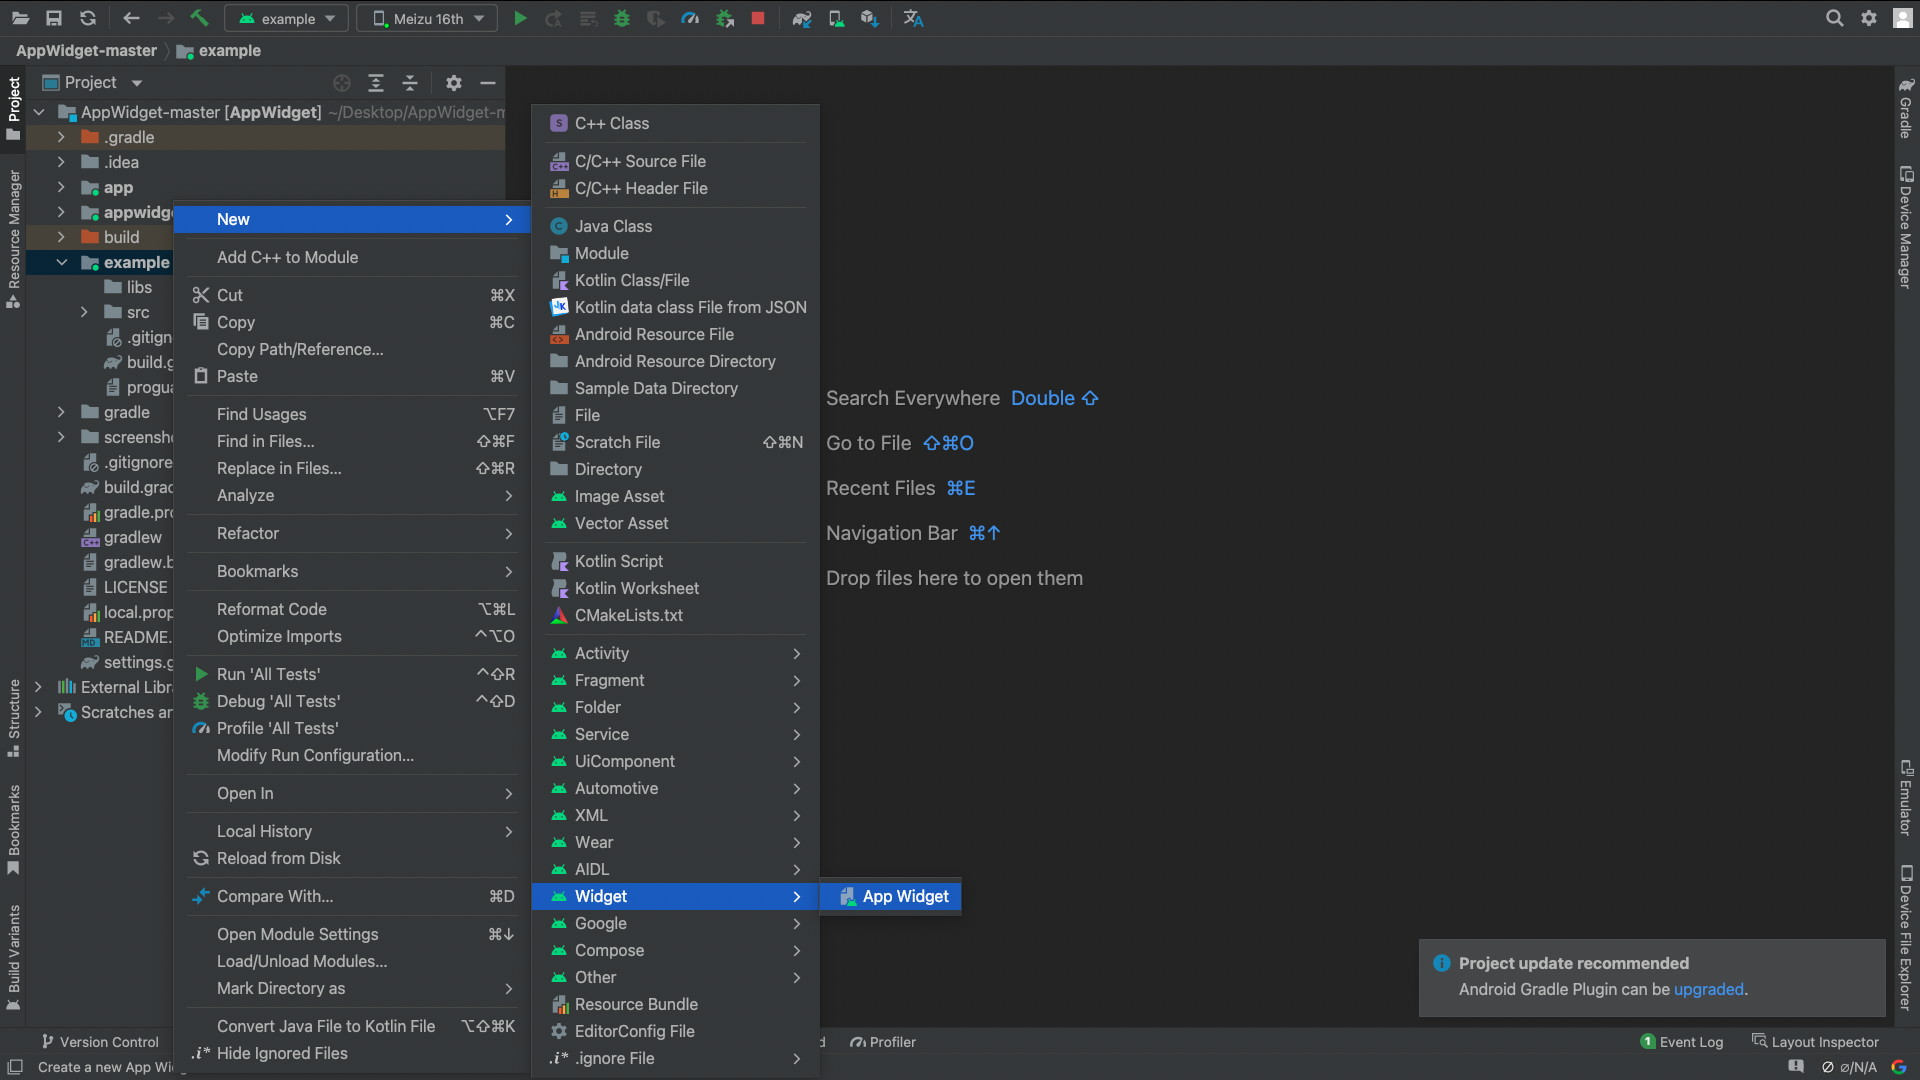 example
Meizu 16th
AppWidget-master
example
Project
AppWidget-master [AppWidget] ~/Desktop/AppWidget-m
.gradle
.idea
app
appwidge
build
example
libs
src
.gitign
build.g
progua
gradle
screensh
.gitignore
build.grad
gradle.pro
gradlew
gradlew.b
LICENSE
local.prop
README.
settings.g
External Libra
Scratches an
Project
Resource Manager
Structure
Bookmarks
Build Variants
New
Add C++ to Module
Cut ⌘X
Copy ⌘C
Copy Path/Reference...
Paste ⌘V
Find Usages ⌥F7
Find in Files... ⇧⌘F
Replace in Files... ⇧⌘R
Analyze
Refactor
Bookmarks
Reformat Code ⌥⌘L
Optimize Imports ^⌥O
Run 'All Tests' ^⇧R
Debug 'All Tests' ^⇧D
Profile 'All Tests'
Modify Run Configuration...
Open In
Local History
Reload from Disk
Compare With... ⌘D
Open Module Settings ⌘↓
Load/Unload Modules...
Mark Directory as
Convert Java File to Kotlin File ⌥⇧⌘K
.i* Hide Ignored Files
C++ Class
C/C++ Source File
C/C++ Header File
Java Class
Module
Kotlin Class/File
Kotlin data class File from JSON
Android Resource File
Android Resource Directory
Sample Data Directory
File
Scratch File ⇧⌘N
Directory
Image Asset
Vector Asset
Kotlin Script
Kotlin Worksheet
CMakeLists.txt
Activity
Fragment
Folder
Service
UiComponent
Automotive
XML
Wear
AIDL
Widget
Google
Compose
Other
Resource Bundle
EditorConfig File
.i* .ignore File
App Widget
Search Everywhere Double ⇧
Go to File ⇧⌘O
Recent Files ⌘E
Navigation Bar ⌘↑
Drop files here to open them
Gradle
Device Manager
Emulator
Device File Explorer
Project update recommended
Android Gradle Plugin can be upgraded.
Version Control
d
Profiler
1 Event Log
Layout Inspector
Create a new App Wi
∅/N/A